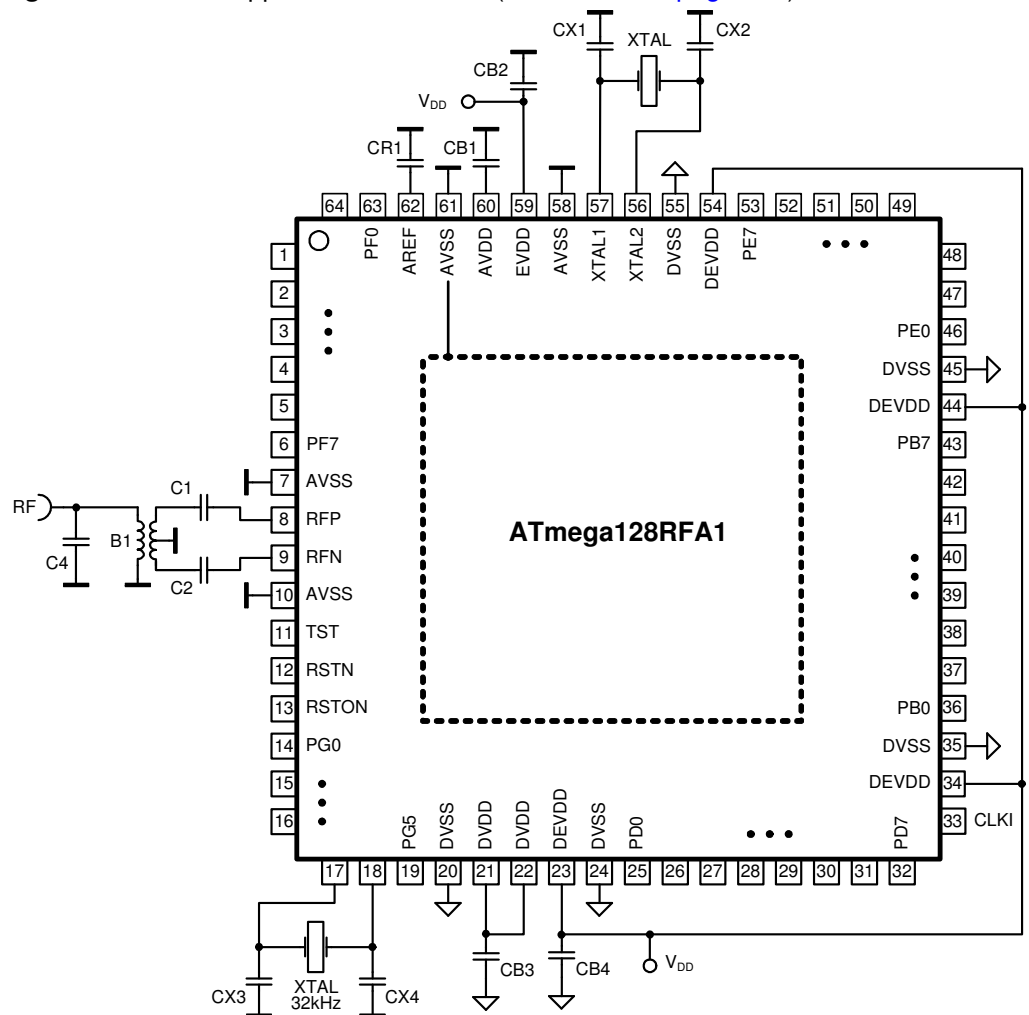 CX1
XTAL
CX2
CB2
VDD
CR1
CB1
64 63 62 61 60 59 58 57 56 55 54 53 52 51 50 49
PF0 AREF AVSS AVDD EVDD AVSS XTAL1 XTAL2 DVSS DEVDD PE7
1
2
3
4
5
6 PF7
7 AVSS
8 RFP
9 RFN
10 AVSS
11 TST
12 RSTN
13 RSTON
14 PG0
15
16
RF
C4
B1
C1
C2
ATmega128RFA1
48
47
PE0 46
DVSS 45
DEVDD 44
PB7 43
42
41
40
39
38
37
PB0 36
DVSS 35
DEVDD 34
33 CLKI
PG5 DVSS DVDD DVDD DEVDD DVSS PD0 PD7
17 18 19 20 21 22 23 24 25 26 27 28 29 30 31 32
CX3
XTAL
32kHz
CX4
CB3
CB4
VDD